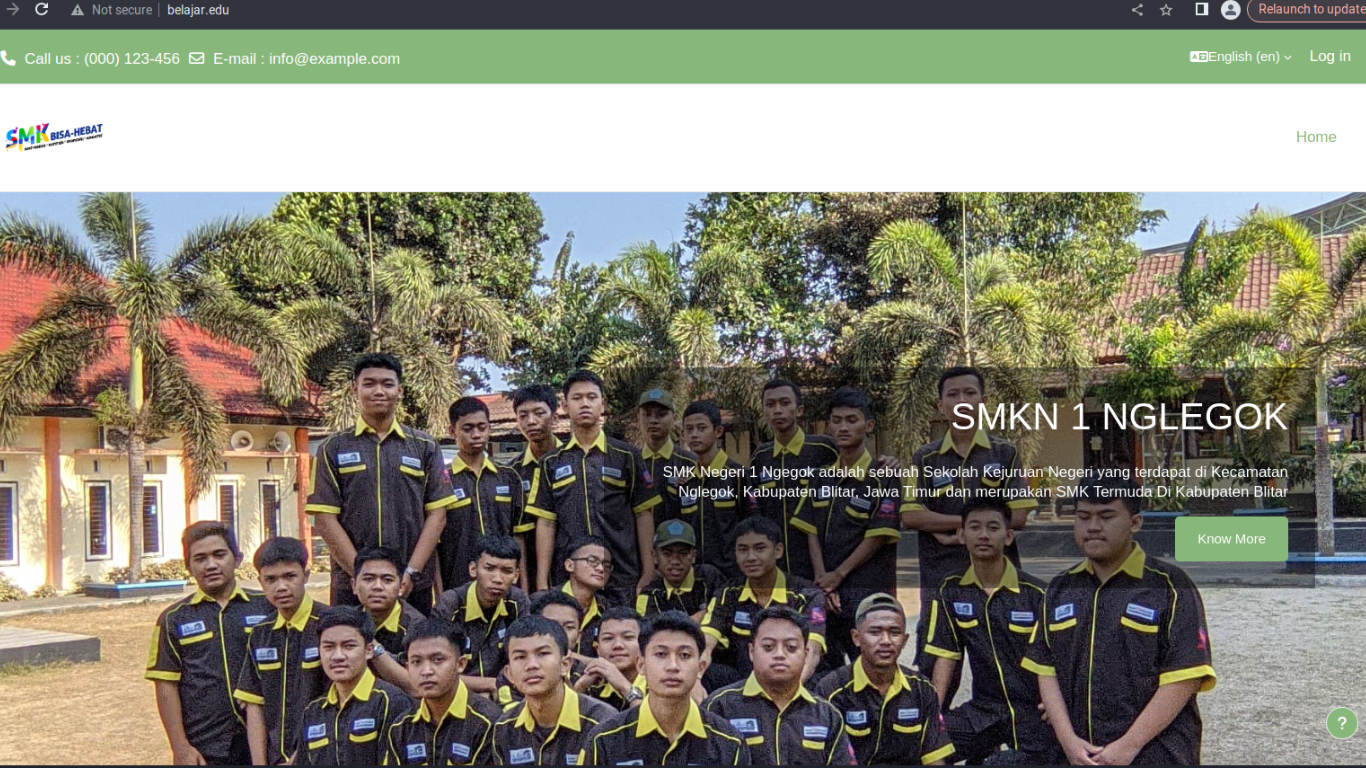 Not secure | belajar.edu
Relaunch to update
Call us : (000) 123-456 E-mail : info@example.com
English (en)
Log in
SMK BISA-HEBAT
Home
SMKN 1 NGLEGOK
SMK Negeri 1 Ngegok adalah sebuah Sekolah Kejuruan Negeri yang terdapat di Kecamatan
Nglegok, Kabupaten Blitar, Jawa Timur dan merupakan SMK Termuda Di Kabupaten Blitar
Know More
?